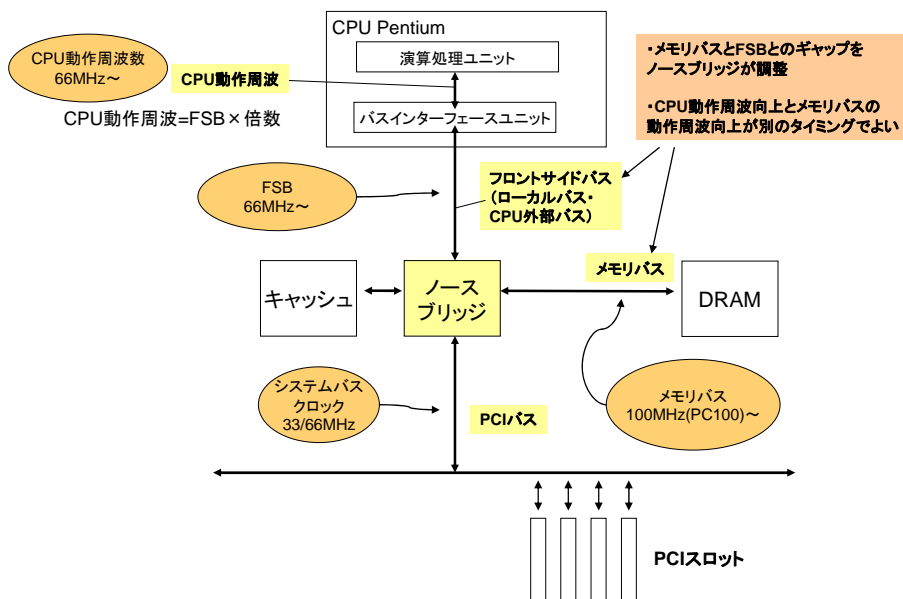 CPU Pentium
CPU動作周波数
66MHz～
演算処理ユニット
CPU動作周波
CPU動作周波=FSB×倍数
バスインターフェースユニット
・メモリバスとFSBとのギャップを
ノースブリッジが調整
・CPU動作周波向上とメモリバスの
動作周波向上が別のタイミングでよい
FSB
66MHz～
フロントサイドバス
（ローカルバス・
CPU外部バス）
メモリバス
キャッシュ
ノース
ブリッジ
DRAM
システムバス
クロック
33/66MHz
PCIバス
メモリバス
100MHz(PC100)～
PCIスロット